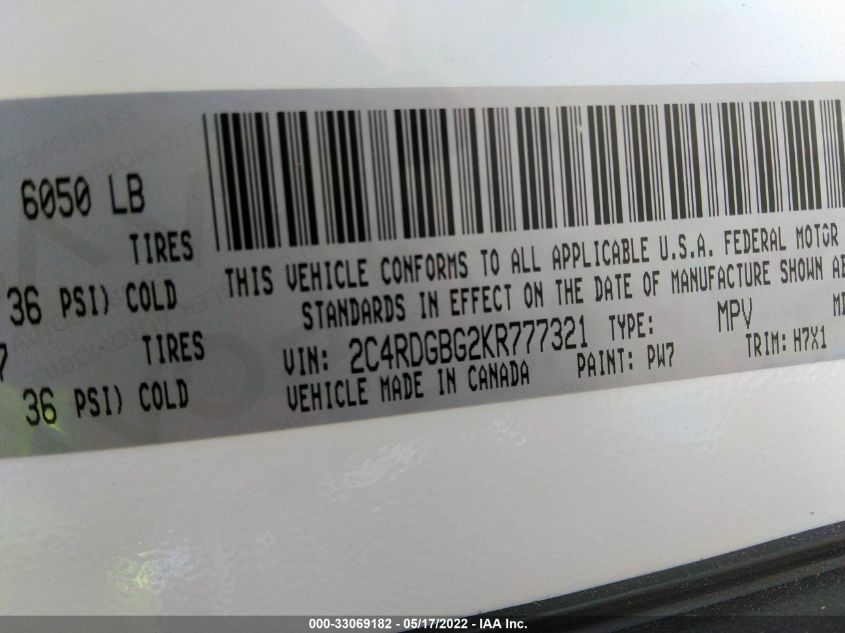 6050 LB
TIRES
36 PSI) COLD
7 TIRES
36 PSI) COLD
THIS VEHICLE CONFORMS TO ALL APPLICABLE U.S.A. FEDERAL MOTOR
STANDARDS IN EFFECT ON THE DATE OF MANUFACTURE SHOWN AB
VIN: 2C4RDGBG2KR777321 TYPE: MPV
VEHICLE MADE IN CANADA PAINT: PW7 TRIM: H7X1
000-33069182 - 05/17/2022 - IAA Inc.